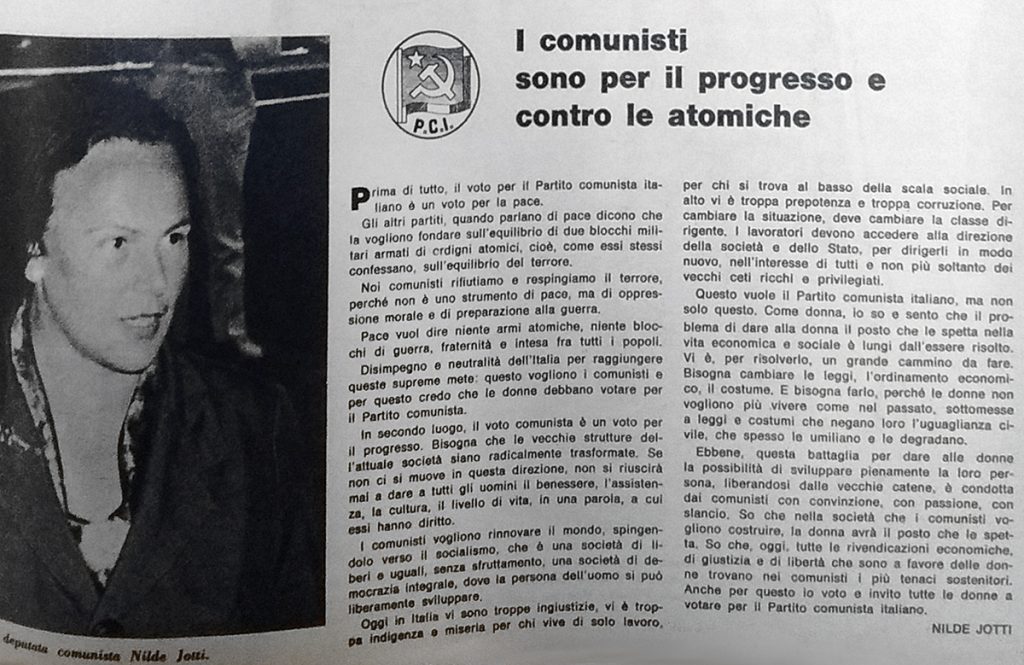 P.C.I.
I comunisti
sono per il progresso e
contro le atomiche
Prima di tutto, il voto per il Partito comunista ita-
liano è un voto per la pace.
Gli altri partiti, quando parlano di pace dicono che
la vogliono fondare sull'equilibrio di due blocchi mili-
tari armati di crdigni atomici, cioè, come essi stessi
confessano, sull'equilibrio del terrore.
Noi comunisti rifiutiamo e respingiamo il terrore,
perchè non è uno strumento di pace, ma di oppres-
sione morale e di preparazione alla guerra.
Pace vuol dire niente armi atomiche, niente bloc-
chi di guerra, fraternità e intesa fra tutti i popoli.
Disimpegno e neutralità dell'Italia per raggiungere
queste supreme mete: questo vogliono i comunisti e
per questo credo che le donne debbano votare per
il Partito comunista.
In secondo luogo, il voto comunista è un voto per
il progresso. Bisogna che le vecchie strutture del-
l'attuale società siano radicalmente trasformate. Se
non ci si muove in questa direzione, non si riuscirà
mai a dare a tutti gli uomini il benessere, l'assisten-
za, la cultura, il livello di vita, in una parola, a cui
essi hanno diritto.
I comunisti vogliono rinnovare il mondo, spingen-
dolo verso il socialismo, che è una società di li-
beri e uguali, senza sfruttamento, una società di de-
mocrazia integrale, dove la persona dell'uomo si può
liberamente sviluppare.
Oggi in Italia vi sono troppe ingiustizie, vi è trop-
pa indigenza e miseria per chi vive di solo lavoro,
per chi si trova al basso della scala sociale. In
alto vi è troppa prepotenza e troppa corruzione. Per
cambiare la situazione, deve cambiare la classe di-
rigente. I lavoratori devono accedere alla direzione
della società e dello Stato, per dirigerli in modo
nuovo, nell'interesse di tutti e non più soltanto dei
vecchi ceti ricchi e privilegiati.
Questo vuole il Partito comunista italiano, ma non
solo questo. Come donna, io so e sento che il pro-
blema di dare alla donna il posto che le spetta nella
vita economica e sociale è lungi dall'essere risolto.
Vi è, per risolverlo, un grande cammino da fare.
Bisogna cambiare le leggi, l'ordinamento economi-
co, il costume. E bisogna farlo, perchè le donne non
vogliono più vivere come nel passato, sottomesse
a leggi e costumi che negano loro l'uguaglianza ci-
vile, che spesso le umiliano e le degradano.
Ebbene, questa battaglia per dare alle donne
la possibilità di sviluppare pienamente la loro per-
sona, liberandosi dalle vecchie catene, è condotta
dai comunisti con convinzione, con passione, con
slancio. So che nella società che i comunisti vo-
gliono costruire, la donna avrà il posto che le spet-
ta. So che, oggi, tutte le rivendicazioni economiche,
di giustizia e di libertà che sono a favore delle don-
ne trovano nei comunisti i più tenaci sostenitori.
Anche per questo io voto e invito tutte le donne a
votare per il Partito comunista italiano.
NILDE JOTTI
deputata comunista Nilde Jotti.